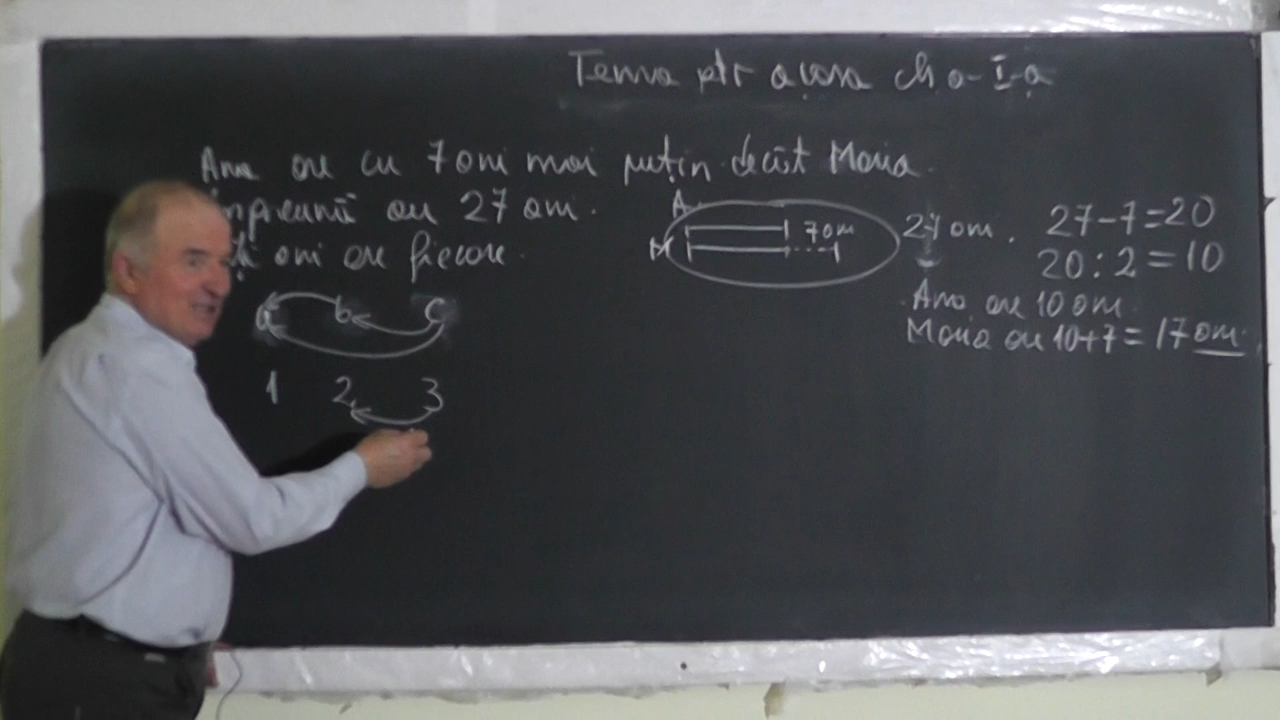 Tema ptr acasa cl a-I-a
Ana are cu 7 ani mai puțin decât Maria.
Împreună au 27 ani.
ți ani are fiecare.
A
M
7 ani
27 ani.
27-7=20
20:2=10
Ana are 10 ani
Maria are 10+7=17 ani.
a b c
1 2 3